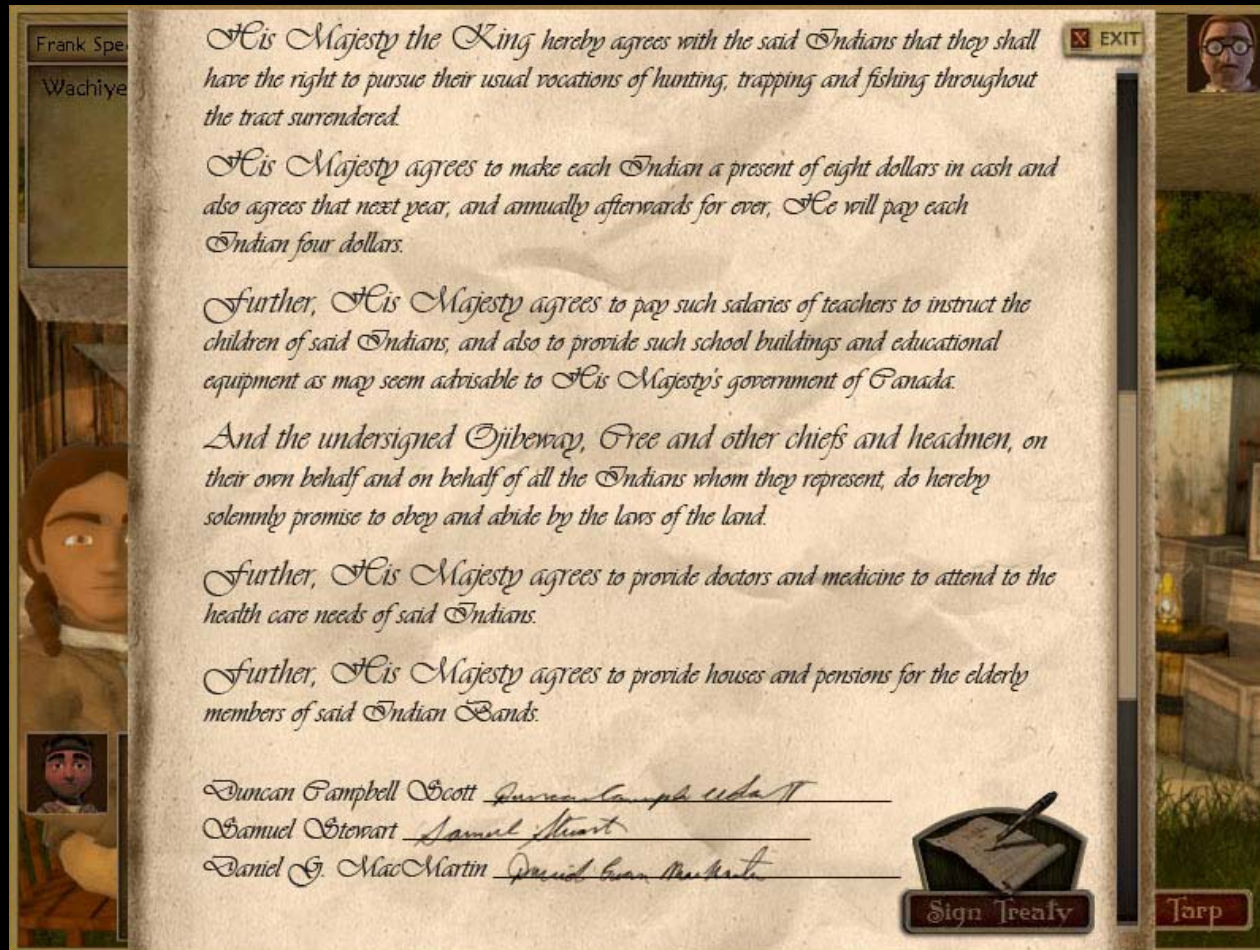 Frank Spe
Wachiye
EXIT
His Majesty the King hereby agrees with the said Indians that they shall
have the right to pursue their usual vocations of hunting, trapping and fishing throughout
the tract surrendered.
His Majesty agrees to make each Indian a present of eight dollars in cash and
also agrees that next year, and annually afterwards for ever, He will pay each
Indian four dollars.
Further, His Majesty agrees to pay such salaries of teachers to instruct the
children of said Indians, and also to provide such school buildings and educational
equipment as may seem advisable to His Majesty's government of Canada.
And the undersigned Ojibeway, Cree and other chiefs and headmen, on
their own behalf and on behalf of all the Indians whom they represent, do hereby
solemnly promise to obey and abide by the laws of the land.
Further, His Majesty agrees to provide doctors and medicine to attend to the
health care needs of said Indians.
Further, His Majesty agrees to provide houses and pensions for the elderly
members of said Indian Bands.
Duncan Campbell Scott
Samuel Stewart Samuel Stuart
Daniel G. MacMartin
Sign Treaty
Tarp